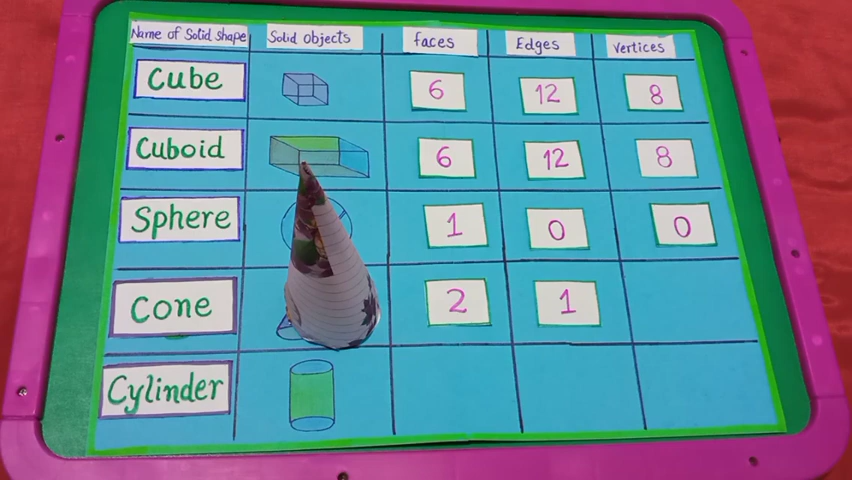 Name of Solid shape Solid objects faces Edges Vertices
Cube 6 12 8
Cuboid 6 12 8
Sphere 1 0 0
Cone 2 1
Cylinder